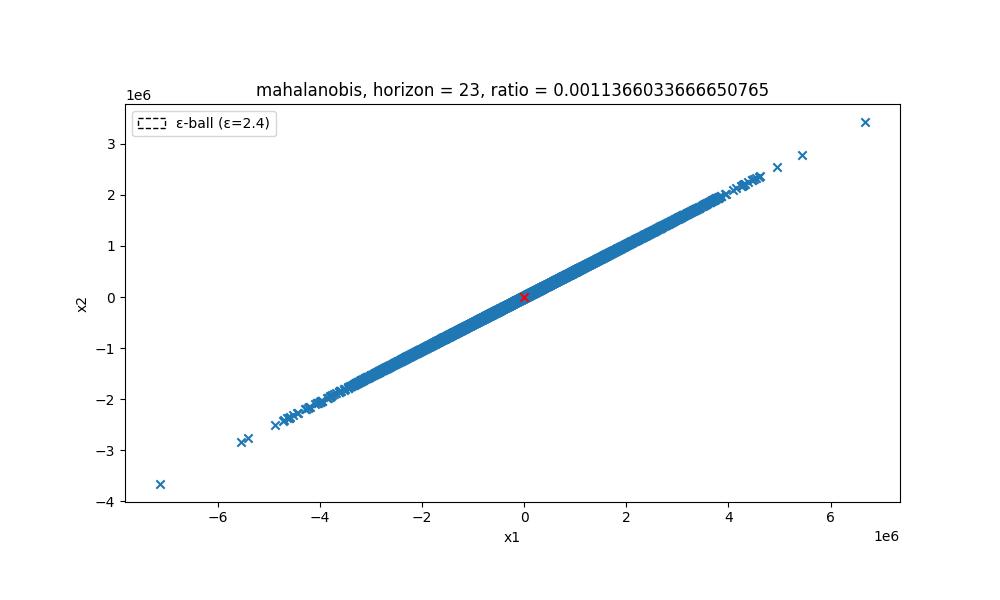 mahalanobis, horizon = 23, ratio = 0.0011366033666650765
1e6
ε-ball (ε=2.4)
3
2
1
0
−1
−2
−3
−4
x2
−6 −4 −2 0 2 4 6
x1
1e6